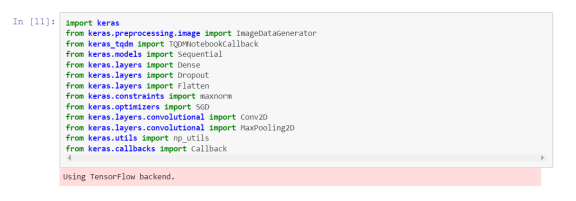 In [11]:
import keras
from keras.preprocessing.image import ImageDataGenerator
from keras_tqdm import TQDMNotebookCallback
from keras.models import Sequential
from keras.layers import Dense
from keras.layers import Dropout
from keras.layers import Flatten
from keras.constraints import maxnorm
from keras.optimizers import SGD
from keras.layers.convolutional import Conv2D
from keras.layers.convolutional import MaxPooling2D
from keras.utils import np_utils
from keras.callbacks import Callback
Using TensorFlow backend.